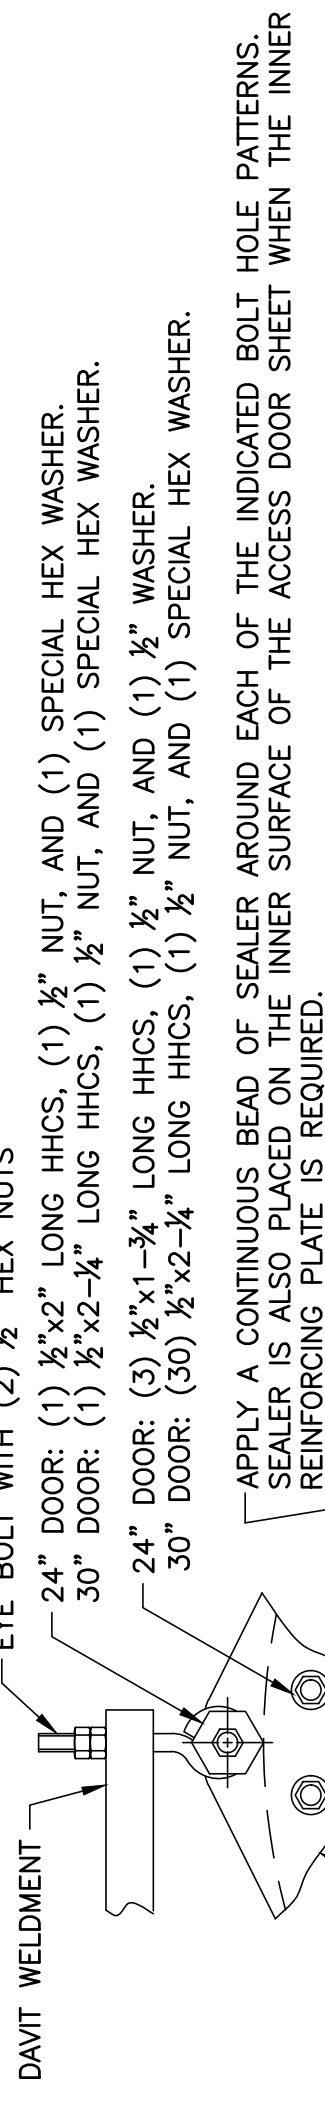 EYE BOLT WITH (2) ½" HEX NUTS
DAVIT WELDMENT
24" DOOR: (1) ½"x2" LONG HHCS, (1) ½" NUT, AND (1) SPECIAL HEX WASHER.
30" DOOR: (1) ½"x2-¼" LONG HHCS, (1) ½" NUT, AND (1) SPECIAL HEX WASHER.
24" DOOR: (3) ½"x1-¾" LONG HHCS, (1) ½" NUT, AND (1) ½" WASHER.
30" DOOR: (30) ½"x2-¼" LONG HHCS, (1) ½" NUT, AND (1) SPECIAL HEX WASHER.
APPLY A CONTINUOUS BEAD OF SEALER AROUND EACH OF THE INDICATED BOLT HOLE PATTERNS.
SEALER IS ALSO PLACED ON THE INNER SURFACE OF THE ACCESS DOOR SHEET WHEN THE INNER
REINFORCING PLATE IS REQUIRED.